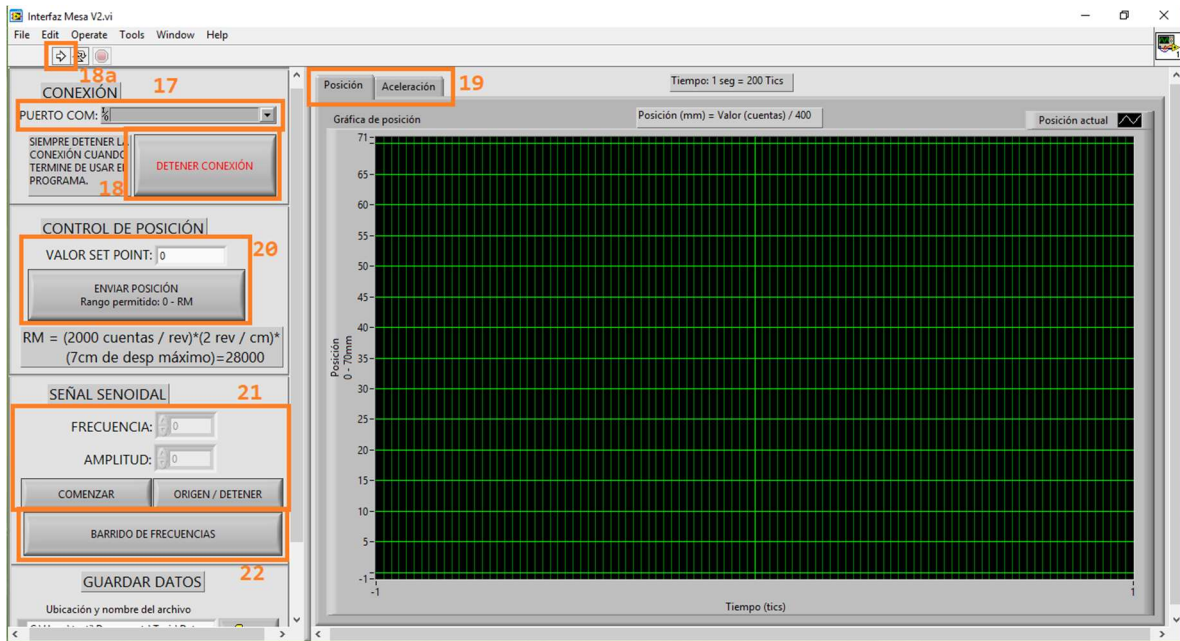 Interfaz Mesa V2.vi
File Edit Operate Tools Window Help
18a
17
CONEXIÓN
PUERTO COM:
SIEMPRE DETENER LA
CONEXIÓN CUANDO
TERMINE DE USAR EL
PROGRAMA.
18
DETENER CONEXIÓN
CONTROL DE POSICIÓN
20
VALOR SET POINT: 0
ENVIAR POSICIÓN
Rango permitido: 0 - RM
RM = (2000 cuentas / rev)*(2 rev / cm)*
(7cm de desp máximo)=28000
SEÑAL SENOIDAL
21
FRECUENCIA: 0
AMPLITUD: 0
COMENZAR
ORIGEN / DETENER
BARRIDO DE FRECUENCIAS
22
GUARDAR DATOS
Ubicación y nombre del archivo
Posición
Aceleración
19
Tiempo: 1 seg = 200 Tics
Gráfica de posición
Posición (mm) = Valor (cuentas) / 400
Posición actual
71
65
60
55
50
45
40
35
30
25
20
15
10
5
-1
Posición
0 - 70mm
-1
1
Tiempo (tics)
1